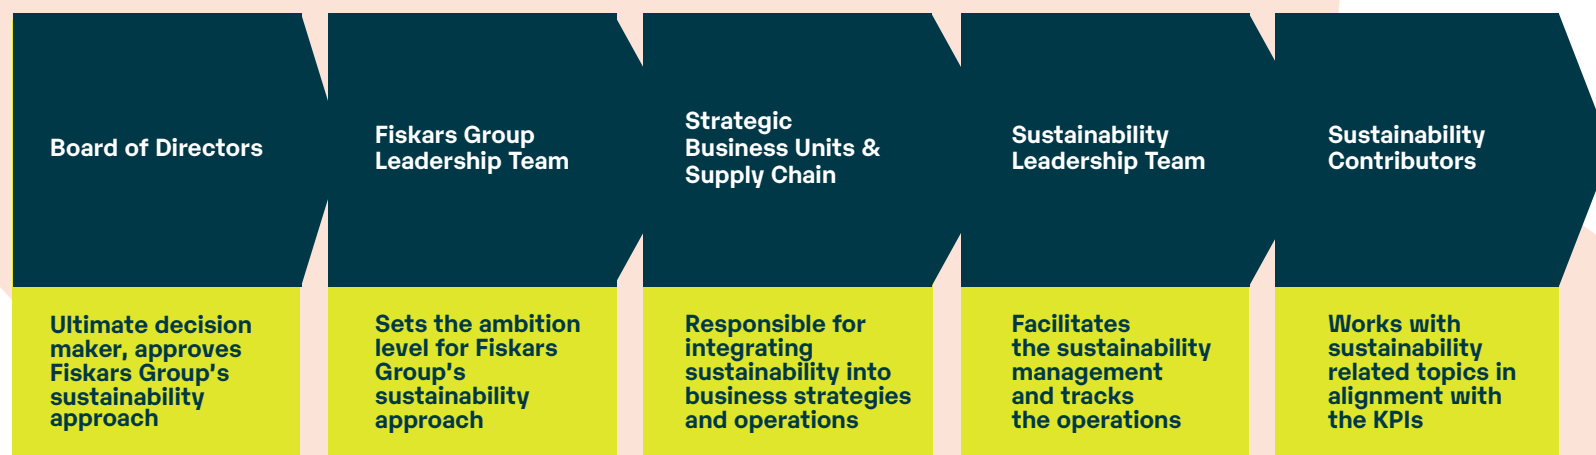 Board of Directors
Fiskars Group
Leadership Team
Strategic
Business Units &
Supply Chain
Sustainability
Leadership Team
Sustainability
Contributors
Ultimate decision
maker, approves
Fiskars Group's
sustainability
approach
Sets the ambition
level for Fiskars
Group's
sustainability
approach
Responsible for
integrating
sustainability into
business strategies
and operations
Facilitates
the sustainability
management
and tracks
the operations
Works with
sustainability
related topics in
alignment with
the KPIs